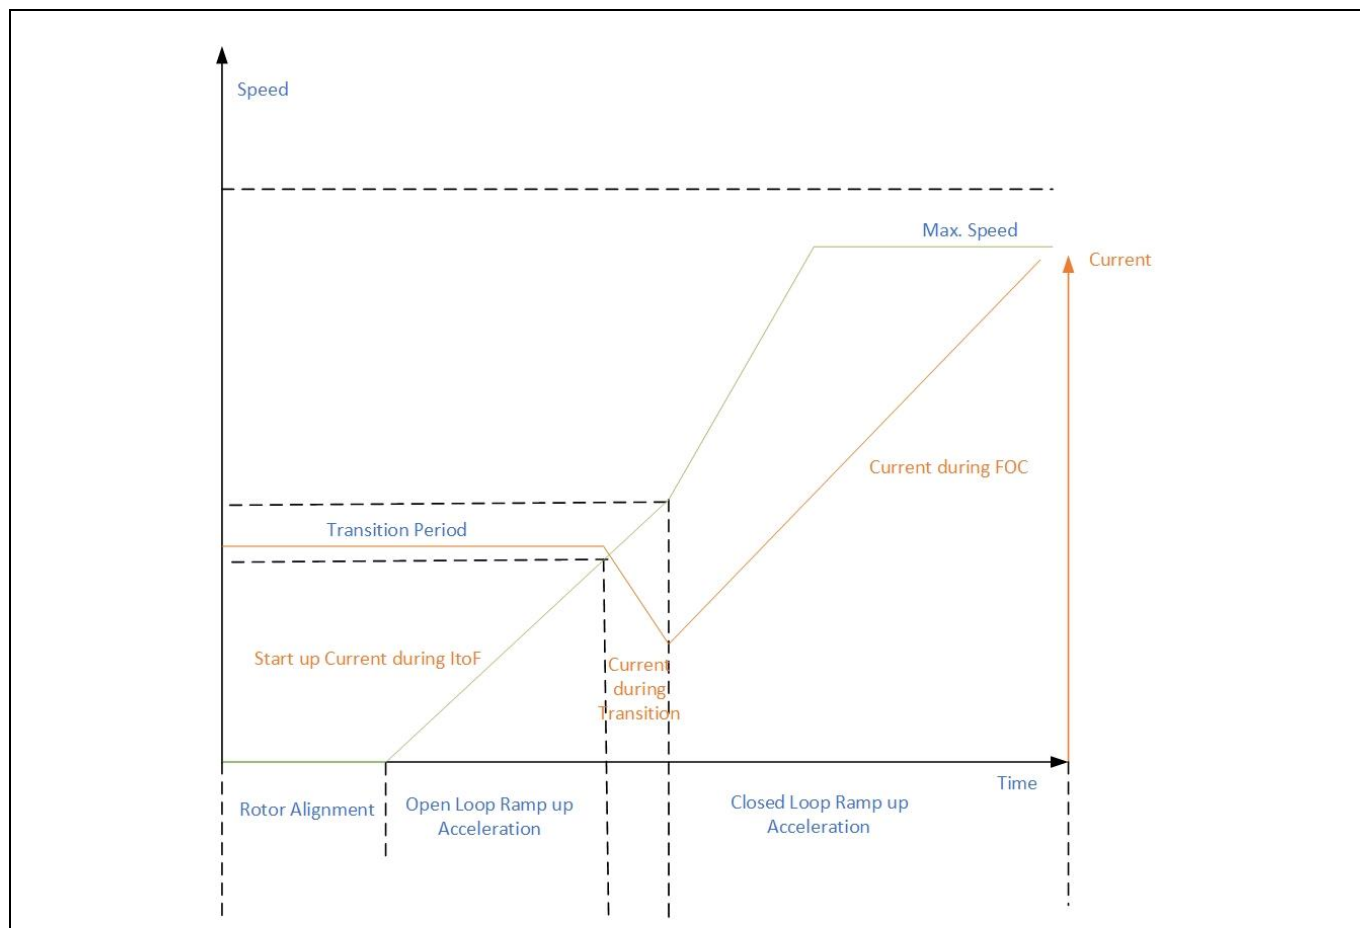 Speed
Max. Speed
Current
Current during FOC
Transition Period
Start up Current during ItoF
Current
during
Transition
Time
Rotor Alignment
Open Loop Ramp up
Acceleration
Closed Loop Ramp up
Acceleration